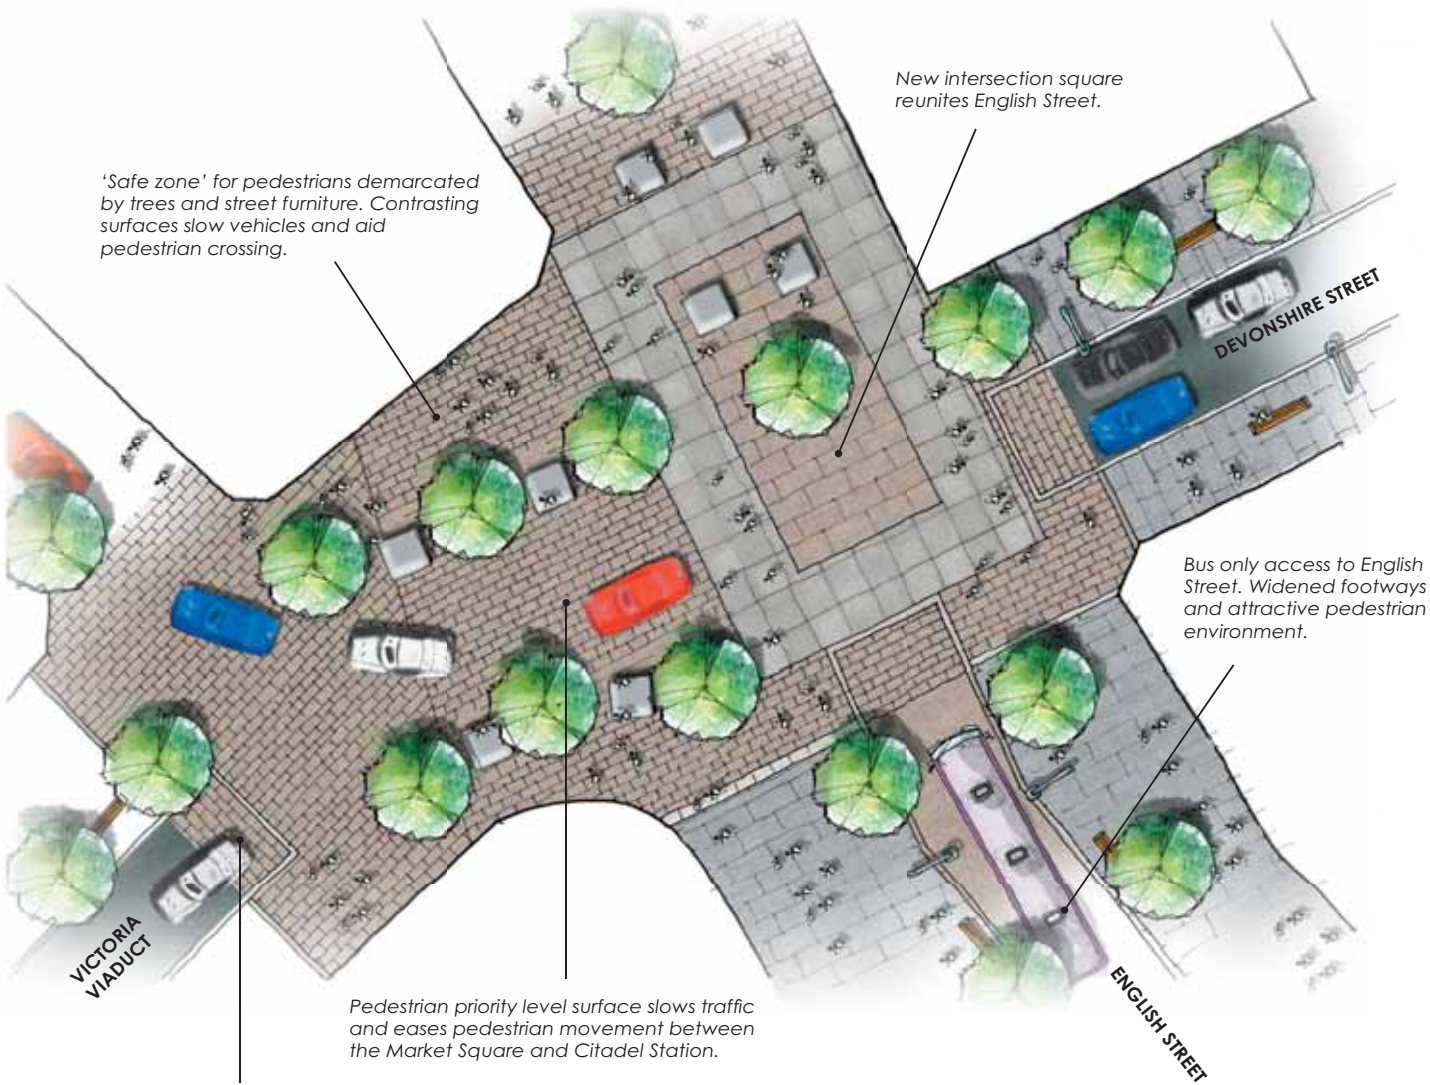 New intersection square
reunites English Street.
‘Safe zone’ for pedestrians demarcated
by trees and street furniture. Contrasting
surfaces slow vehicles and aid
pedestrian crossing.
DEVONSHIRE STREET
Bus only access to English
Street. Widened footways
and attractive pedestrian
environment.
VICTORIA
VIADUCT
Pedestrian priority level surface slows traffic
and eases pedestrian movement between
the Market Square and Citadel Station.
ENGLISH STREET